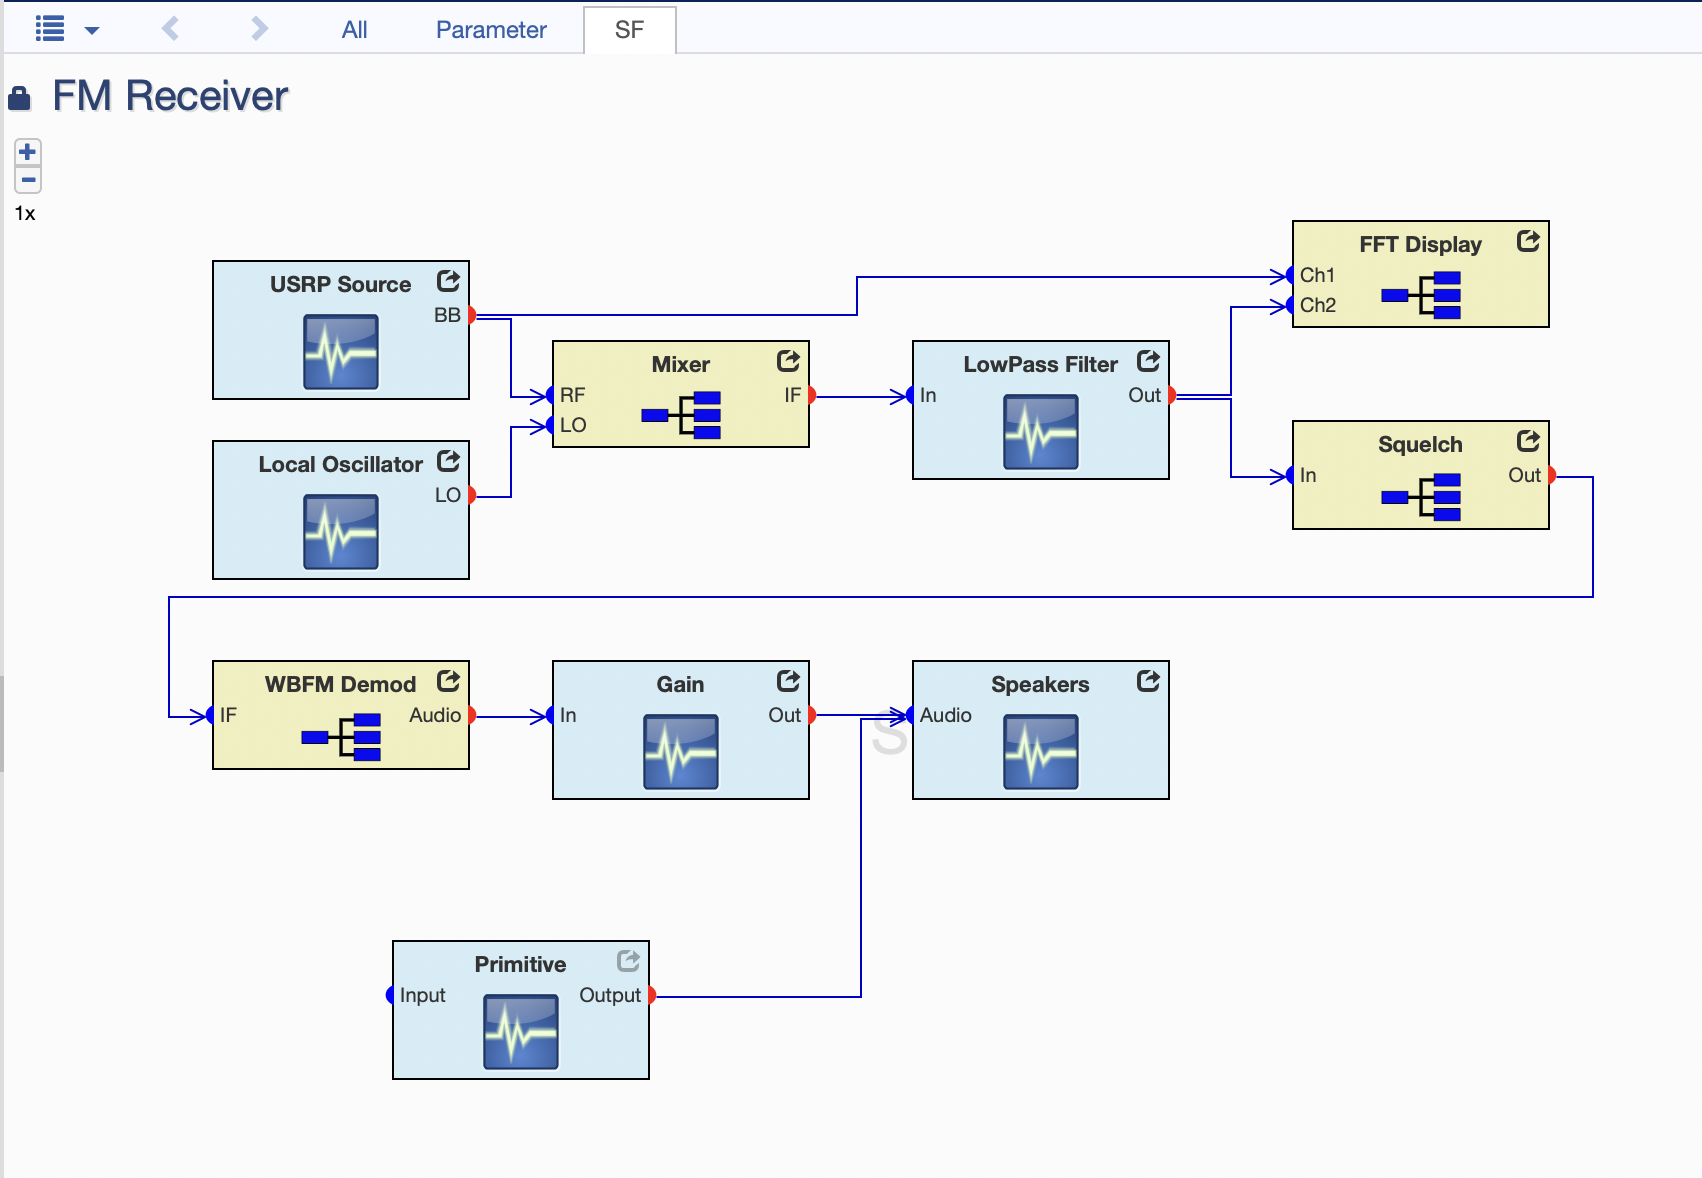 All Parameter SF
FM Receiver
1x
FFT Display
Ch1
Ch2
USRP Source
BB
Mixer
RF IF
LO
LowPass Filter
In Out
Local Oscillator
LO
Squelch
In Out
WBFM Demod
IF Audio
Gain
In Out
Speakers
Audio
S
Primitive
Input Output